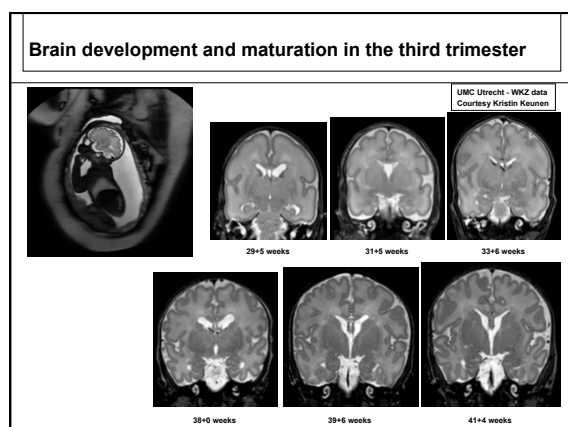 Brain development and maturation in the third trimester
UMC Utrecht - WKZ data
Courtesy Kristin Keunen
29+5 weeks
31+5 weeks
33+6 weeks
38+0 weeks
39+6 weeks
41+4 weeks